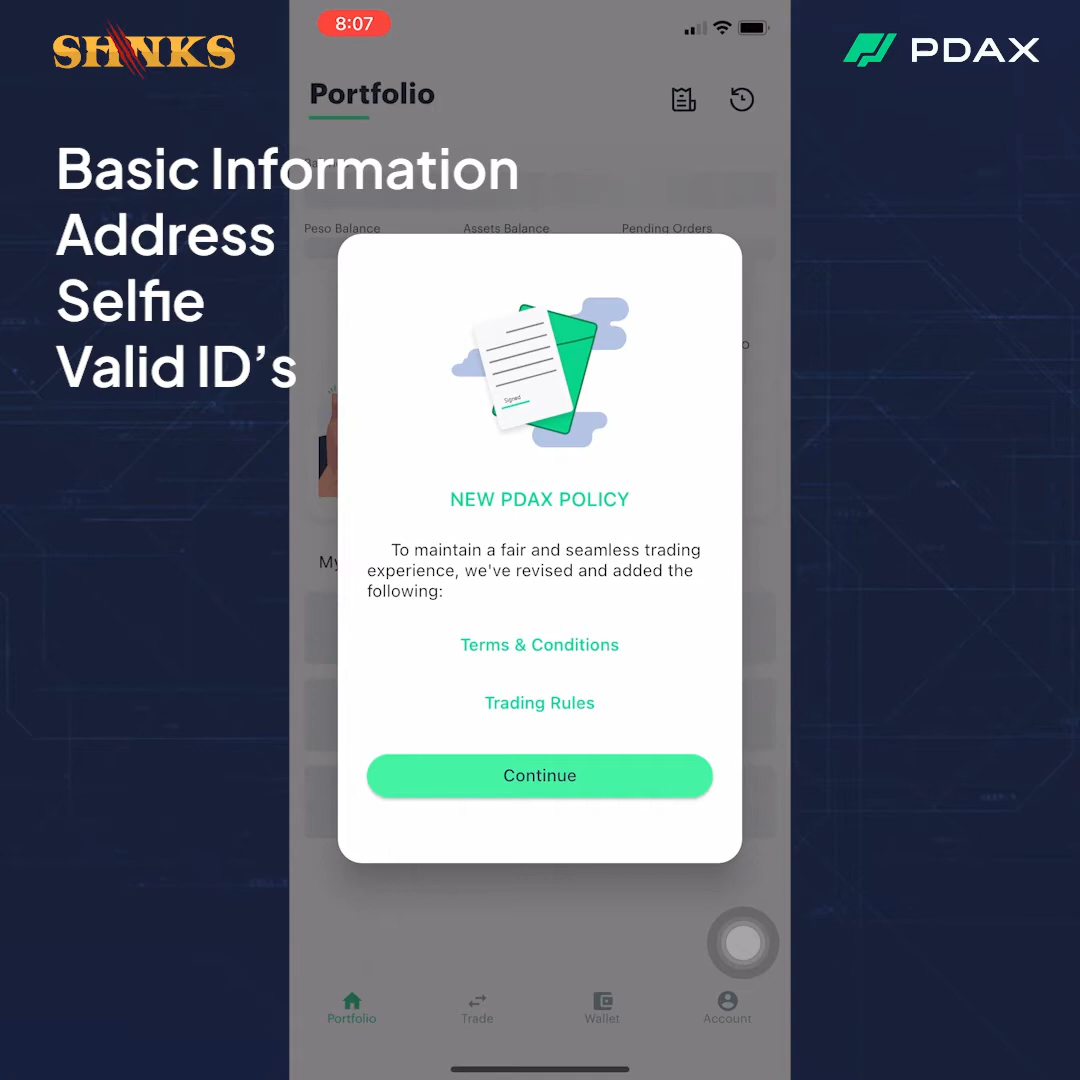 SHNKS
8:07
PDAX
Portfolio
Basic Information
Address
Selfie
Valid ID's
Peso Balance
Assets Balance
Pending Orders
Signed
NEW PDAX POLICY
To maintain a fair and seamless trading
experience, we've revised and added the
following:
My
Terms & Conditions
Trading Rules
Continue
Portfolio
Trade
Wallet
Account